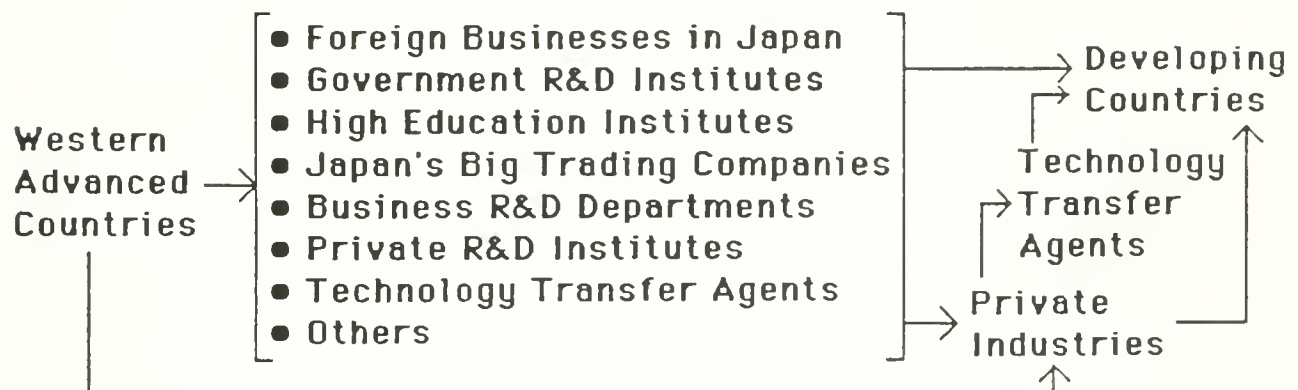 Western
Advanced
Countries
● Foreign Businesses in Japan
● Government R&D Institutes
● High Education Institutes
● Japan's Big Trading Companies
● Business R&D Departments
● Private R&D Institutes
● Technology Transfer Agents
● Others
Developing
Countries
Technology
Transfer
Agents
Private
Industries